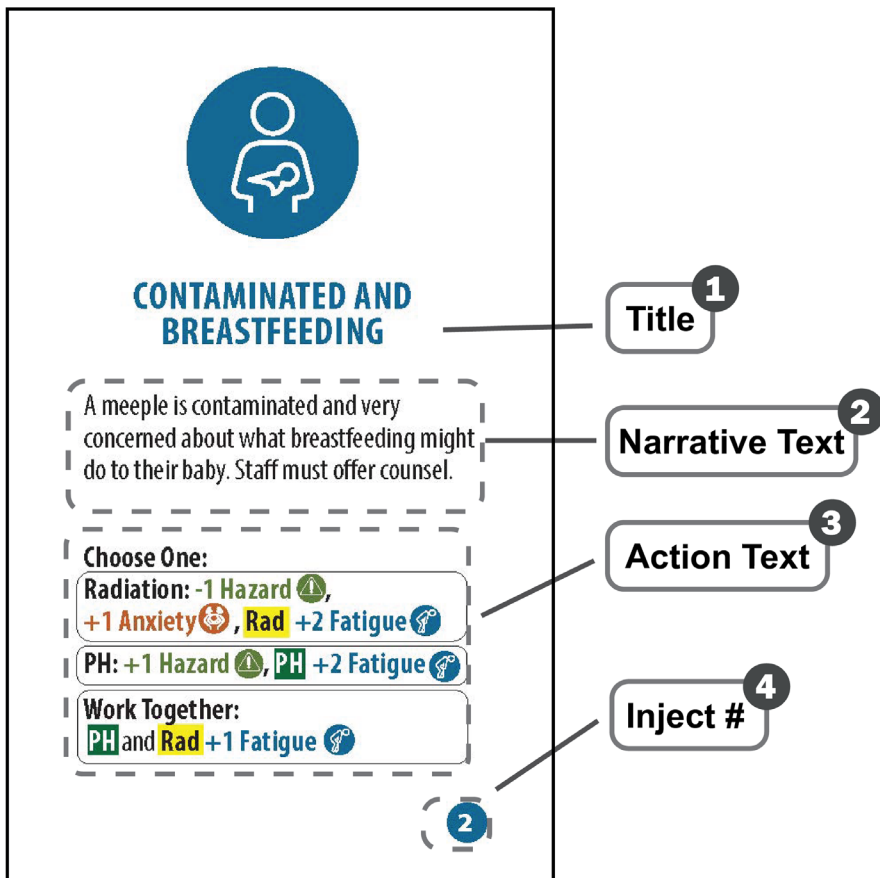 CONTAMINATED AND
BREASTFEEDING
A meeple is contaminated and very
concerned about what breastfeeding might
do to their baby. Staff must offer counsel.
Choose One:
Radiation: -1 Hazard,
+1 Anxiety, Rad +2 Fatigue
PH: +1 Hazard, PH +2 Fatigue
Work Together:
PH and Rad +1 Fatigue
2
1
Title
2
Narrative Text
3
Action Text
4
Inject #